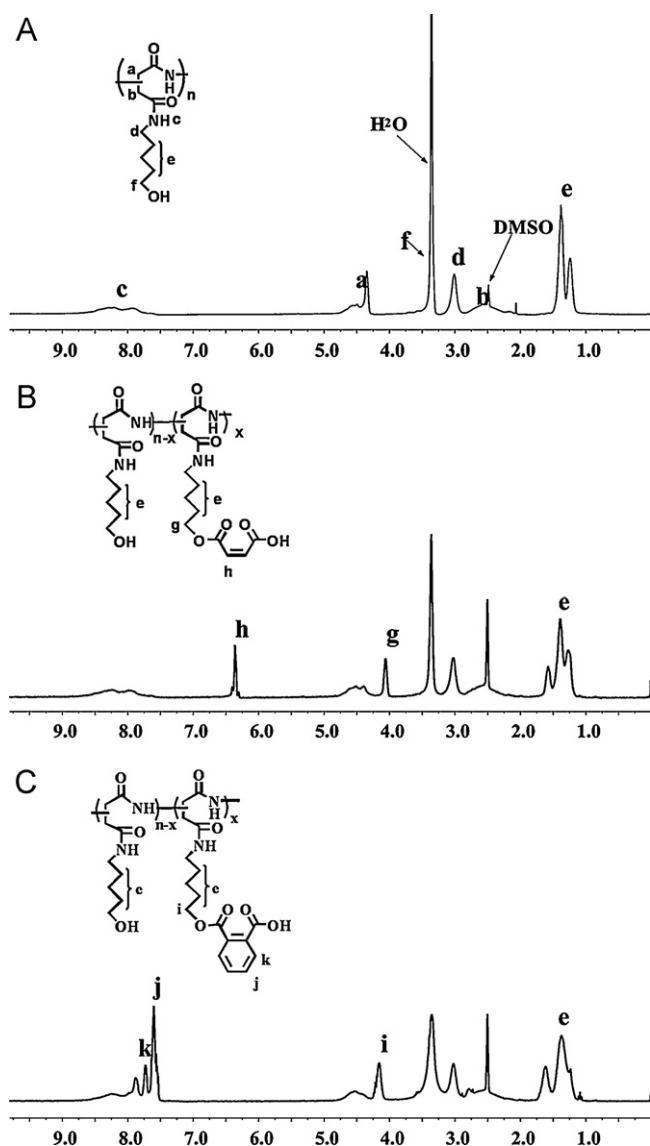 A
O
a
N
H
b
O
n
NH c
d
e
f
OH
H²O
f
DMSO
e
d
c
a
b
9.0 8.0 7.0 6.0 5.0 4.0 3.0 2.0 1.0
B
O O
NH N
H
n-x x
O O
NH NH
e e
g O O
OH O OH
h
h g e
9.0 8.0 7.0 6.0 5.0 4.0 3.0 2.0 1.0
C
O O
NH N
H
n-x x
O O
NH NH
c c
i O O
OH O OH
k
j
j
k i e
9.0 8.0 7.0 6.0 5.0 4.0 3.0 2.0 1.0